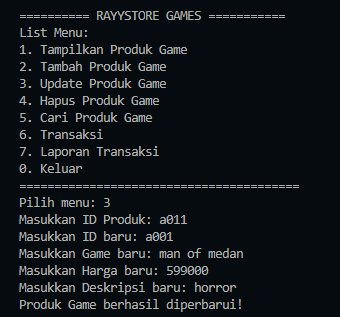 ========== RAYYSTORE GAMES ===========
List Menu:
1. Tampilkan Produk Game
2. Tambah Produk Game
3. Update Produk Game
4. Hapus Produk Game
5. Cari Produk Game
6. Transaksi
7. Laporan Transaksi
0. Keluar
========================================
Pilih menu: 3
Masukkan ID Produk: a011
Masukkan ID baru: a001
Masukkan Game baru: man of medan
Masukkan Harga baru: 599000
Masukkan Deskripsi baru: horror
Produk Game berhasil diperbarui!